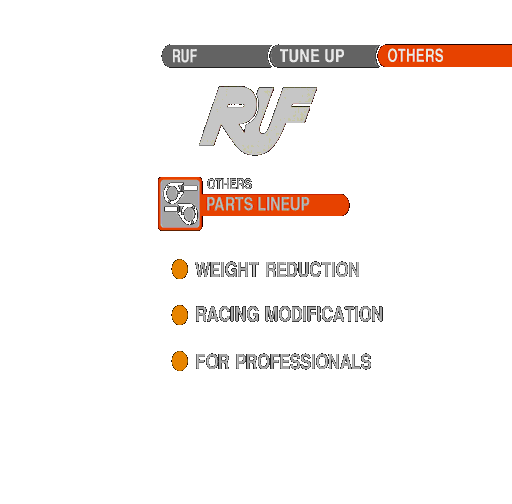 RUF TUNE UP OTHERS
RUF
OTHERS
PARTS LINEUP
WEIGHT REDUCTION
RACING MODIFICATION
FOR PROFESSIONALS